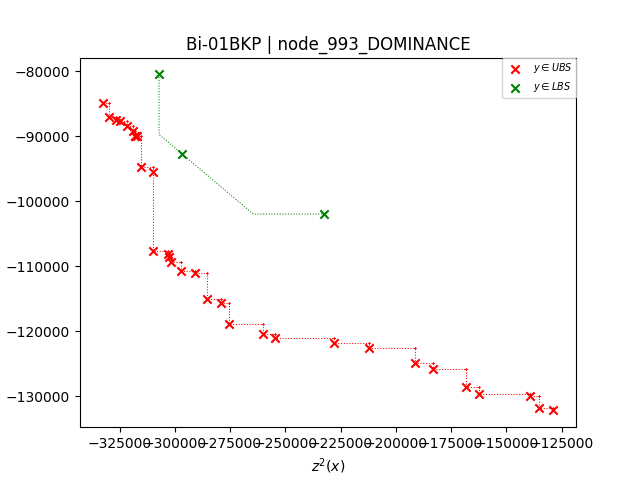 Bi-01BKP | node_993_DOMINANCE
y ∈ UBS
y ∈ LBS
−80000
−90000
−100000
−110000
−120000
−130000
−325000 −300000 −275000 −250000 −225000 −200000 −175000 −150000 −125000
z²(x)